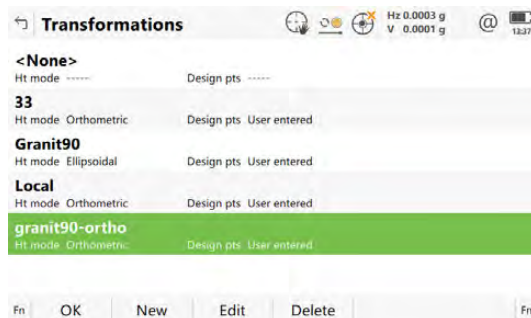 Transformations
Hz 0.0003 g
V 0.0001 g
@
13:37
<None>
Ht mode -----
Design pts -----
33
Ht mode Orthometric
Design pts User entered
Granit90
Ht mode Ellipsoidal
Design pts User entered
Local
Ht mode Orthometric
Design pts User entered
granit90-ortho
Ht mode Orthometric
Design pts User entered
Fn OK New Edit Delete Fn